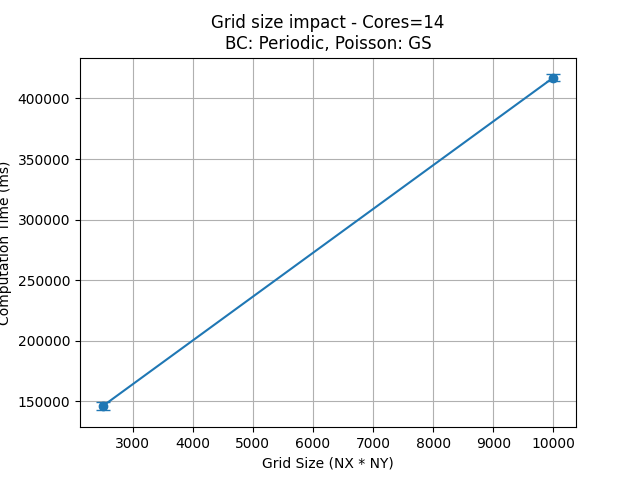 Grid size impact - Cores=14
BC: Periodic, Poisson: GS
Computation Time (ms)
400000
350000
300000
250000
200000
150000
3000 4000 5000 6000 7000 8000 9000 10000
Grid Size (NX * NY)